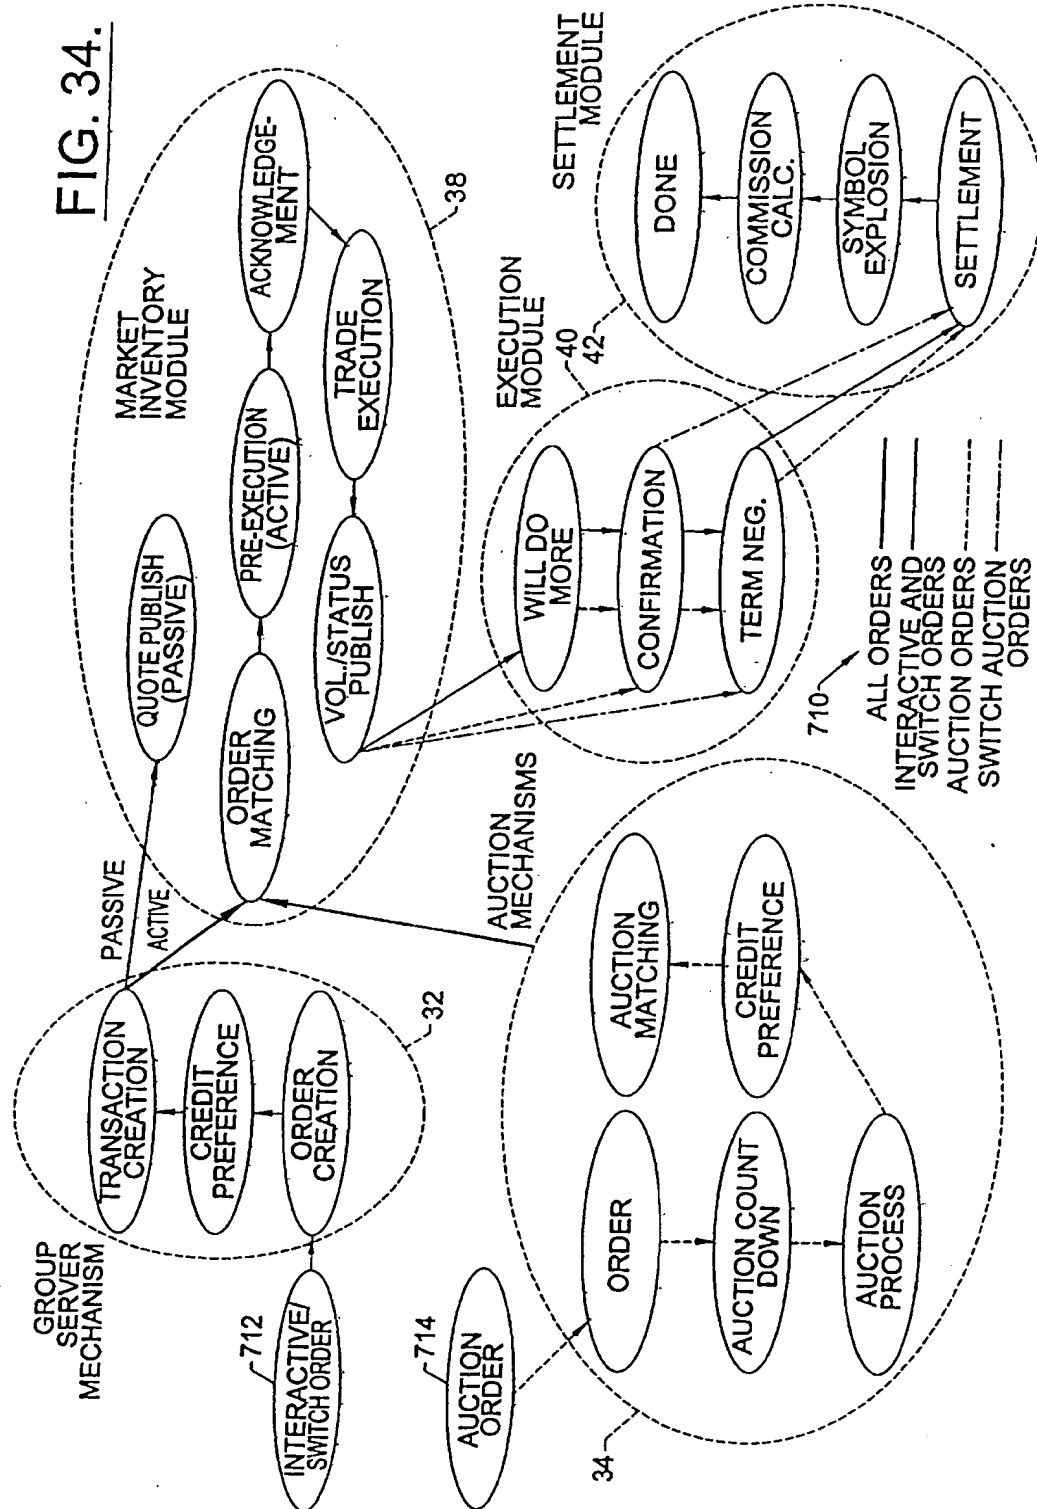 FIG. 34.
GROUP
SERVER
MECHANISM
TRANSACTION
CREATION
CREDIT
PREFERENCE
ORDER
CREATION
32
712
INTERACTIVE/
SWITCH ORDER
714
AUCTION
ORDER
PASSIVE
ACTIVE
MARKET
INVENTORY
MODULE
QUOTE PUBLISH
(PASSIVE)
ORDER
MATCHING
PRE-EXECUTION
(ACTIVE)
ACKNOWLEDGE-
MENT
TRADE
EXECUTION
VOL./STATUS
PUBLISH
38
AUCTION
MECHANISMS
ORDER
AUCTION COUNT
DOWN
AUCTION
PROCESS
CREDIT
PREFERENCE
AUCTION
MATCHING
34
EXECUTION
MODULE
40
42
WILL DO
MORE
CONFIRMATION
TERM NEG.
SETTLEMENT
MODULE
DONE
COMMISSION
CALC.
SYMBOL
EXPLOSION
SETTLEMENT
710
ALL ORDERS
INTERACTIVE AND
SWITCH ORDERS
AUCTION ORDERS
SWITCH AUCTION
ORDERS